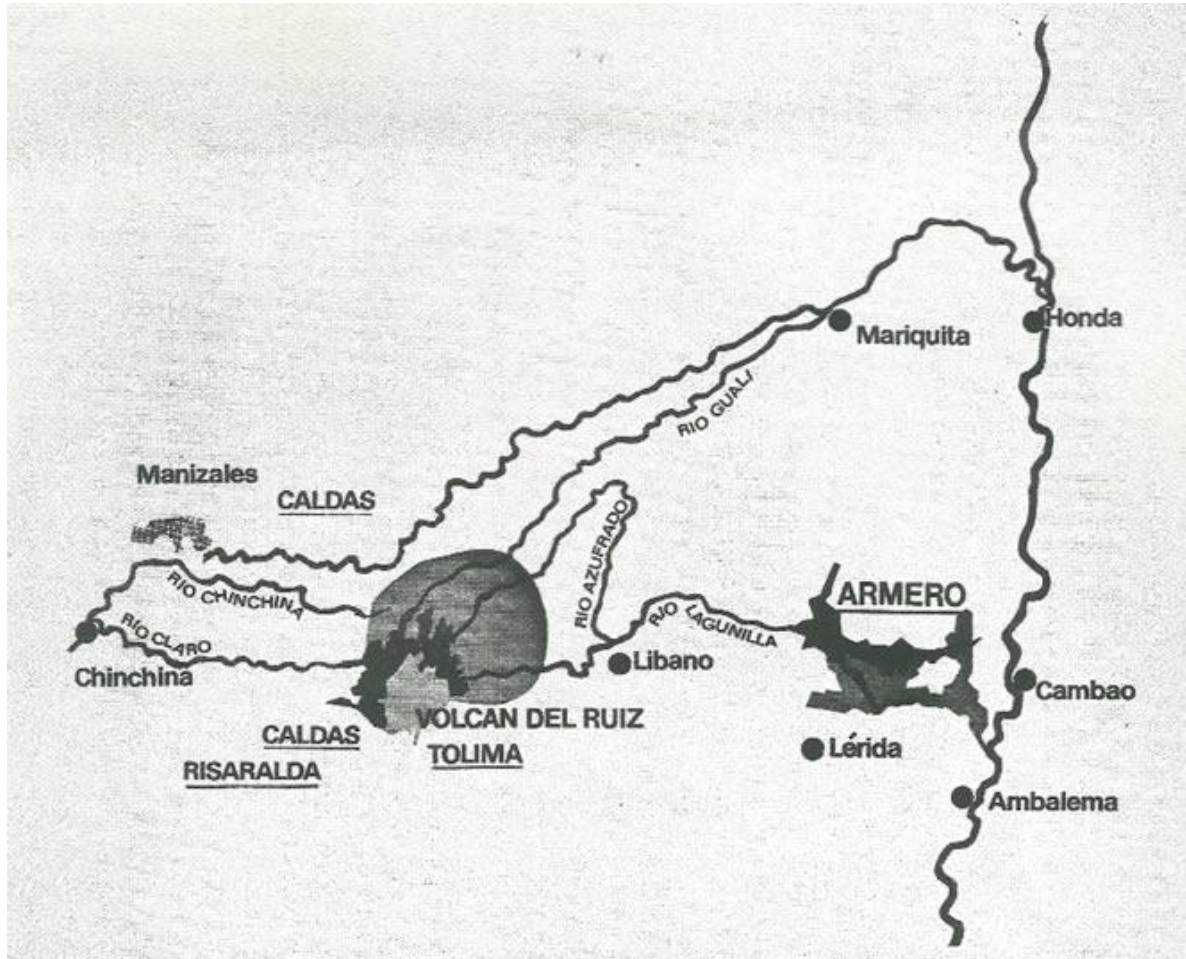 Mariquita
Honda
RIO GUALI
Manizales
CALDAS
RIO AZUFRADO
RIO CHINCHINA
RIO CLARO
Chinchina
RIO LAGUNILLA
ARMERO
Libano
Cambao
VOLCAN DEL RUIZ
TOLIMA
CALDAS
RISARALDA
Lérida
Ambalema